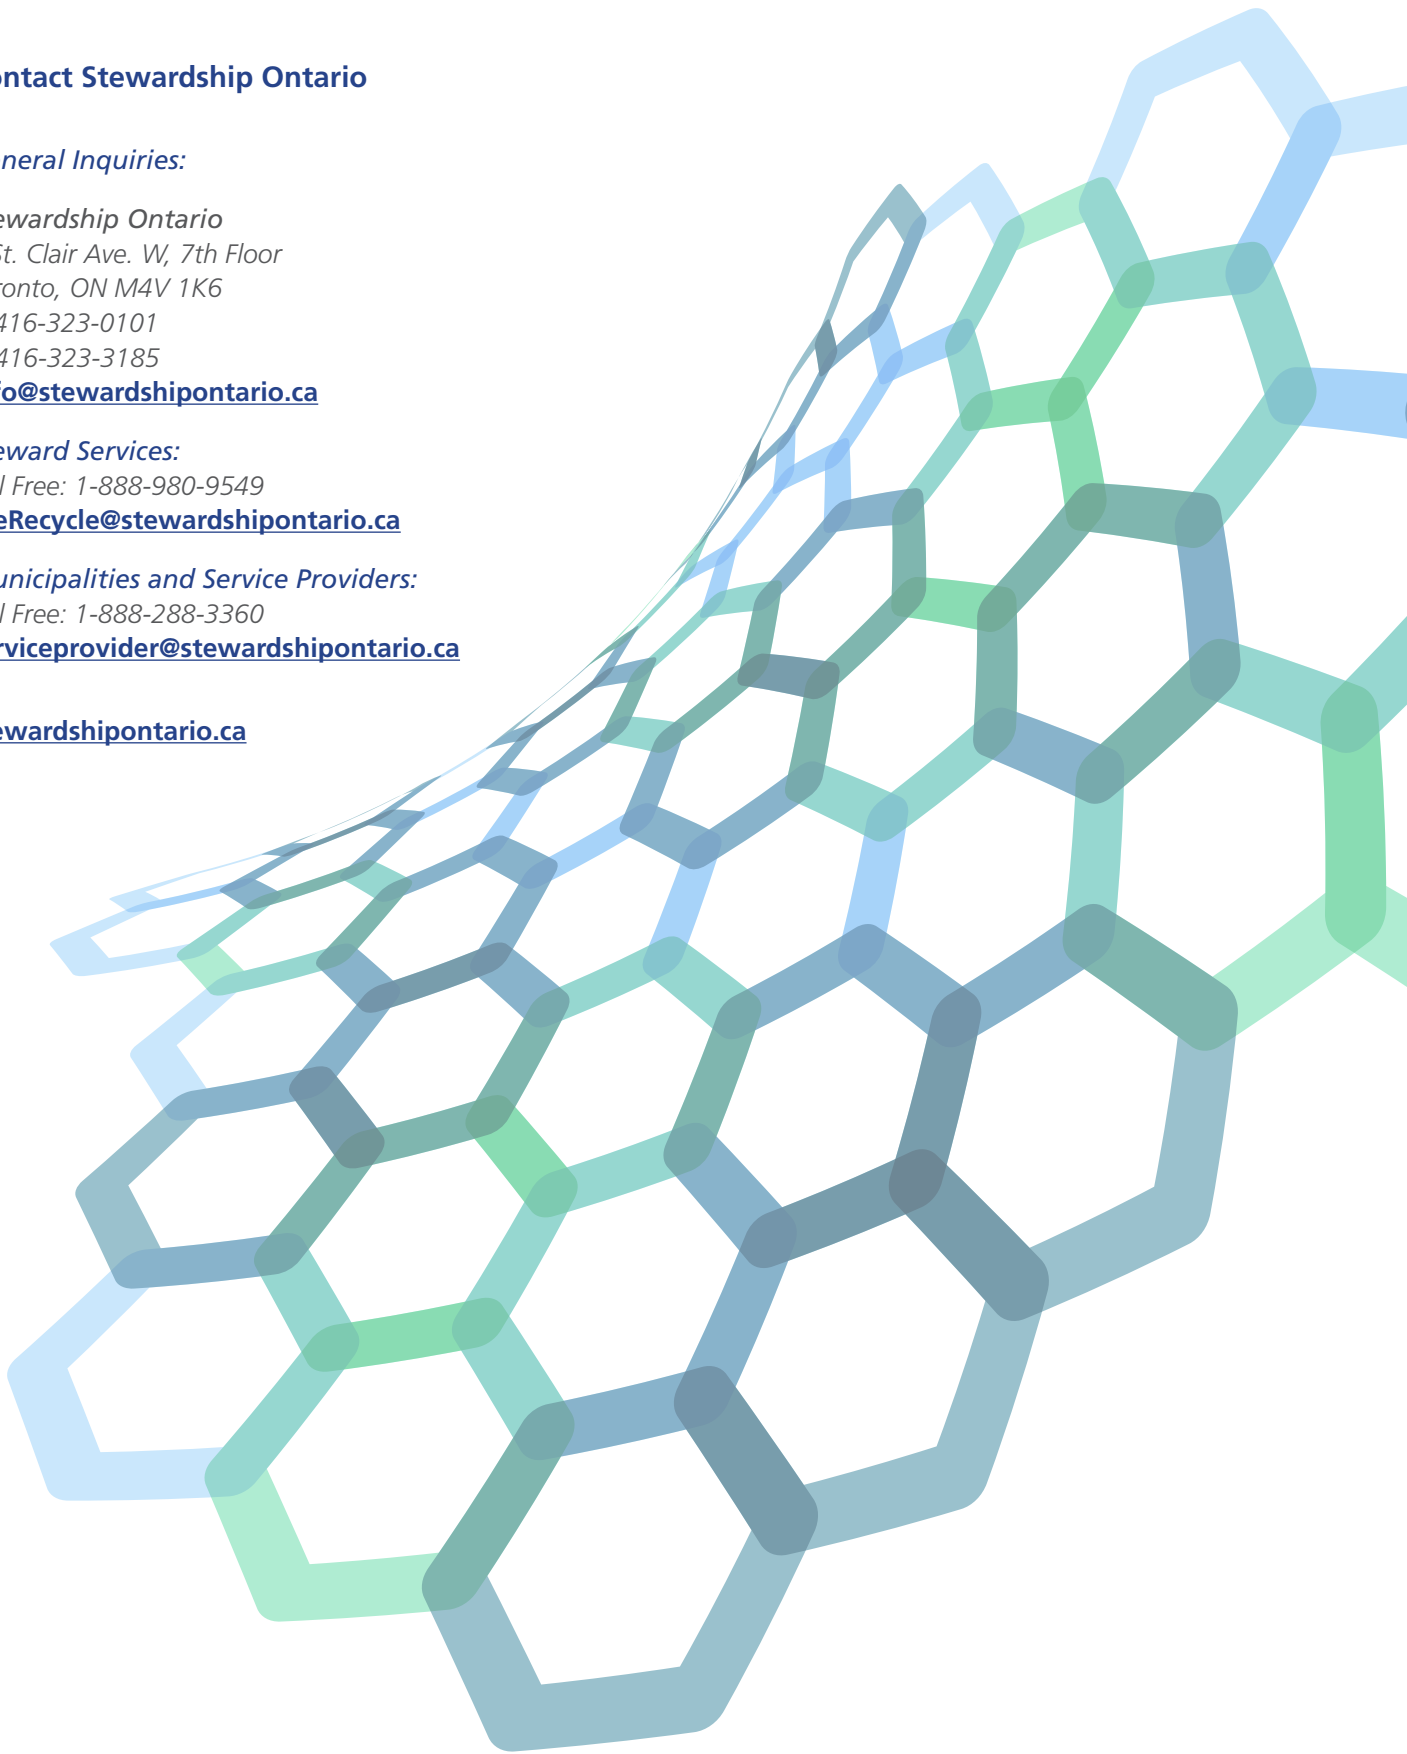 ontact Stewardship Ontario
neral Inquiries:
ewardship Ontario
St. Clair Ave. W, 7th Floor
ronto, ON M4V 1K6
416-323-0101
416-323-3185
fo@stewardshipontario.ca
eward Services:
l Free: 1-888-980-9549
eRecycle@stewardshipontario.ca
unicipalities and Service Providers:
l Free: 1-888-288-3360
rviceprovider@stewardshipontario.ca
ewardshipontario.ca